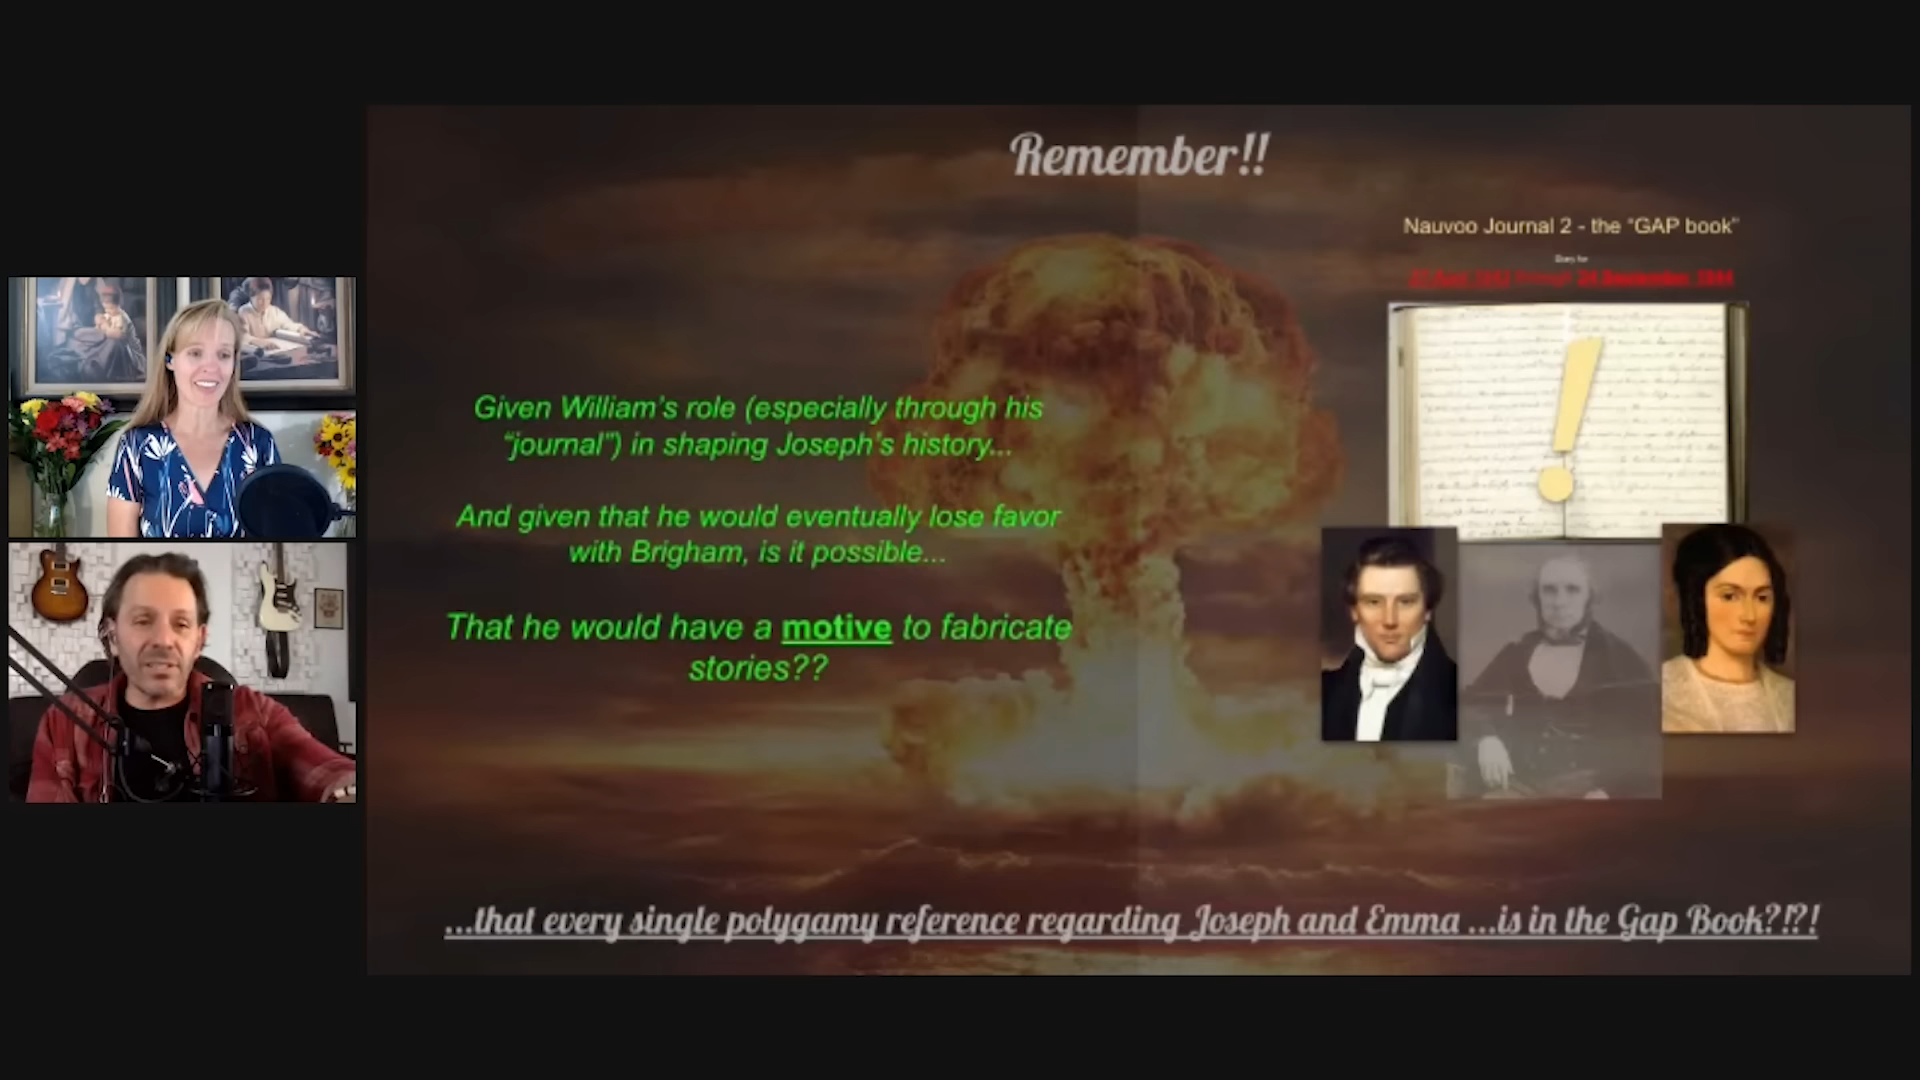 Remember!!
Nauvoo Journal 2 - the "GAP book"
Given William's role (especially through his
"journal") in shaping Joseph's history...
And given that he would eventually lose favor
with Brigham, is it possible...
That he would have a motive to fabricate
stories??
...that every single polygamy reference regarding Joseph and Emma ...is in the Gap Book?!?!